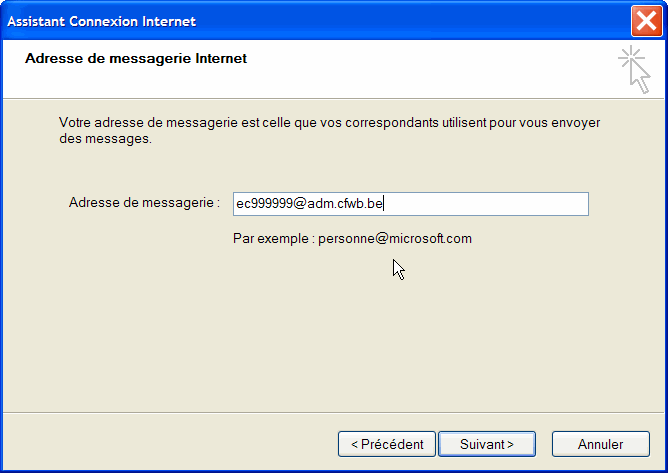 Assistant Connexion Internet
Adresse de messagerie Internet
Votre adresse de messagerie est celle que vos correspondants utilisent pour vous envoyer
des messages.
Adresse de messagerie : ec999999@adm.cfwb.be
Par exemple : personne@microsoft.com
< Précédent Suivant > Annuler